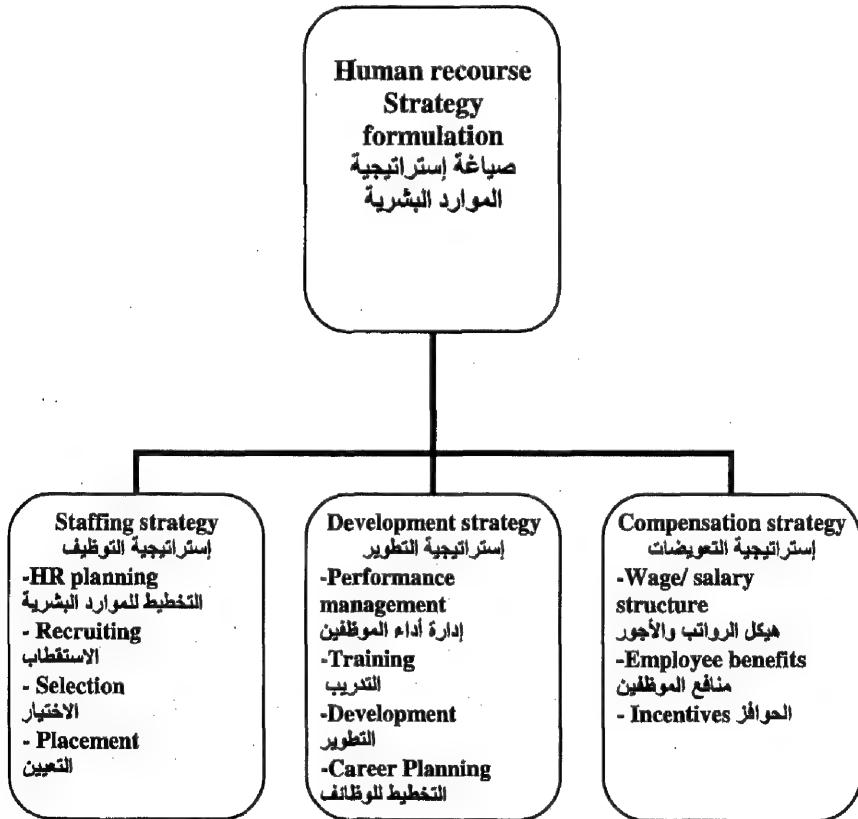 Human recourse
Strategy
formulation
صياغة إستراتيجية
الموارد البشرية
Staffing strategy
إستراتيجية التوظيف
-HR planning
التخطيط للموارد البشرية
- Recruiting
الاستقطاب
- Selection
الاختيار
- Placement
التعيين
Development strategy
إستراتيجية التطوير
-Performance
management
إدارة أداء الموظفين
-Training
التدريب
-Development
التطوير
-Career Planning
التخطيط للوظائف
Compensation strategy
إستراتيجية التعويضات
-Wage/ salary
structure
هيكل الرواتب والأجور
-Employee benefits
منافع الموظفين
- Incentives الحوافز